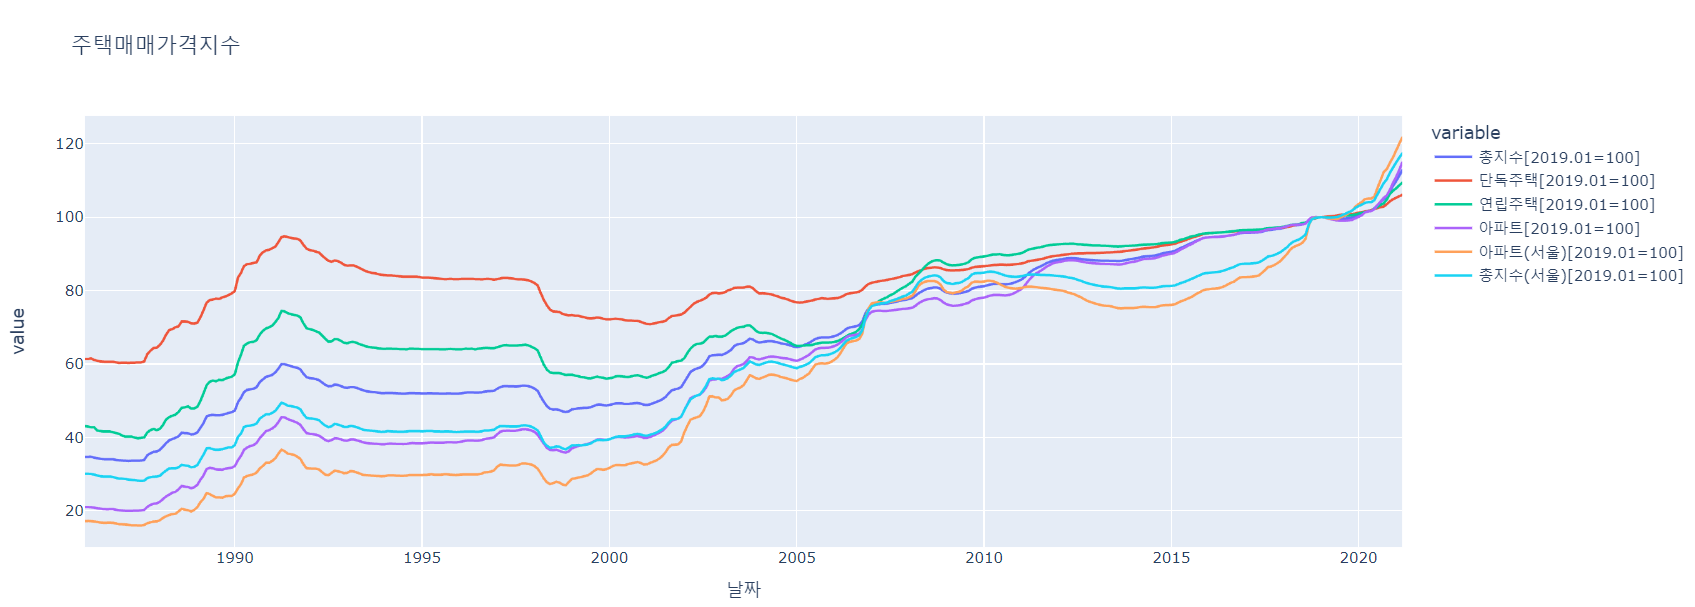 주택매매가격지수
value
120
100
80
60
40
20
1990
1995
2000
2005
2010
2015
2020
날짜
variable
총지수[2019.01=100]
단독주택[2019.01=100]
연립주택[2019.01=100]
아파트[2019.01=100]
아파트(서울)[2019.01=100]
총지수(서울)[2019.01=100]